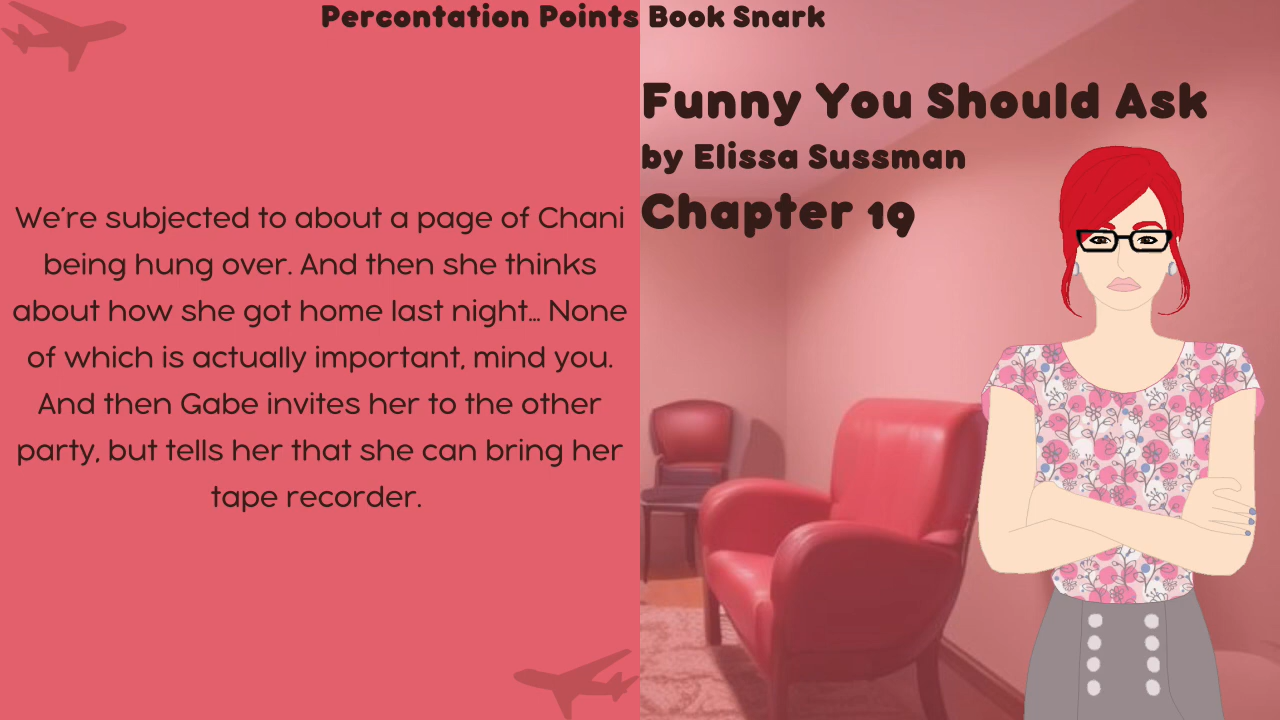 Percontation Points Book Snark
Funny You Should Ask
by Elissa Sussman
Chapter 19
We're subjected to about a page of Chani
being hung over. And then she thinks
about how she got home last night... None
of which is actually important, mind you.
And then Gabe invites her to the other
party, but tells her that she can bring her
tape recorder.